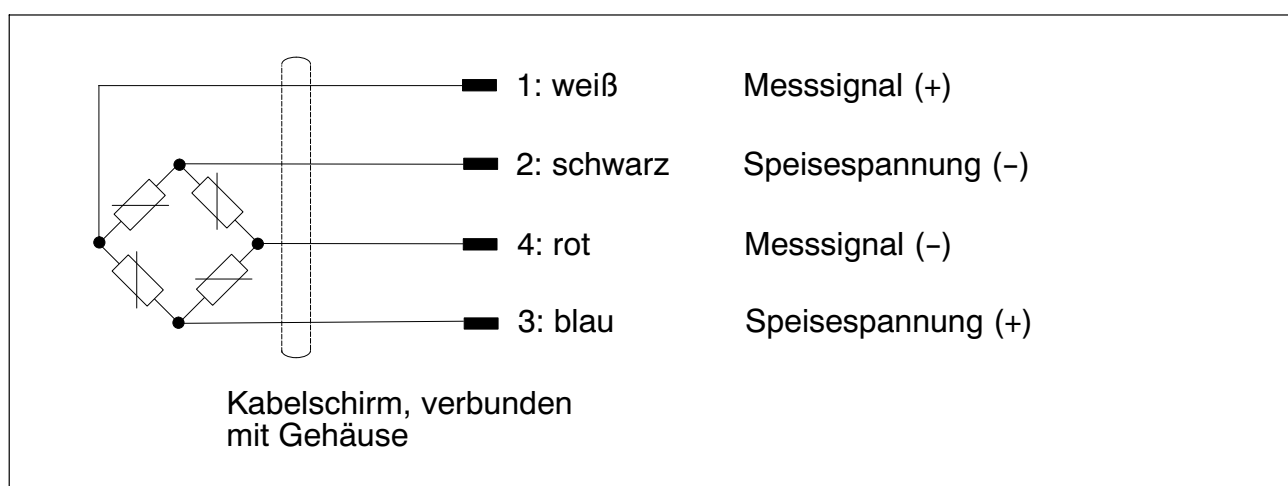 1: weiß Messsignal (+)
2: schwarz Speisespannung (−)
4: rot Messsignal (−)
3: blau Speisespannung (+)
Kabelschirm, verbunden
mit Gehäuse